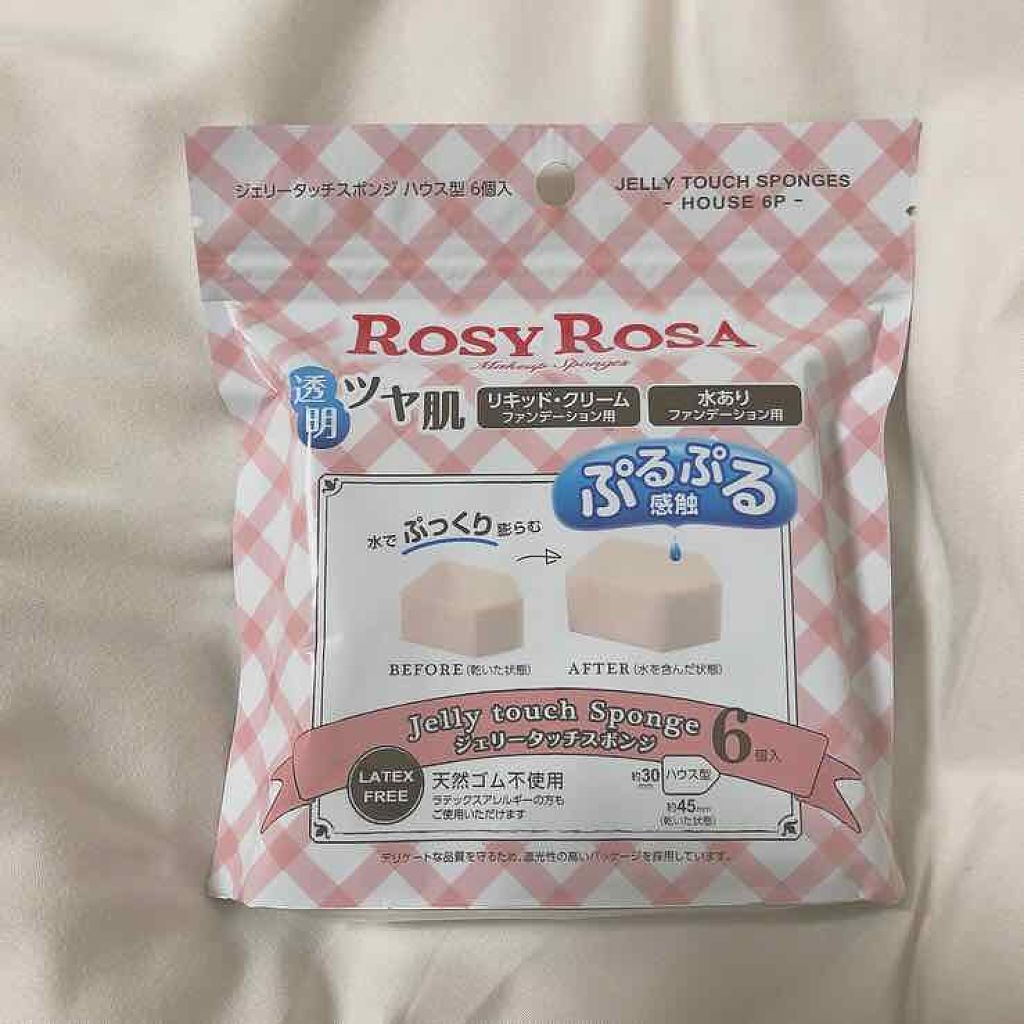 ジェリータッチスポンジ ハウス型 6個入
JELLY TOUCH SPONGES
- HOUSE 6P -
ROSY ROSA
Makeup Sponges
透明
ツヤ肌
リキッド・クリーム
ファンデーション用
水あり
ファンデーション用
ぷるぷる
感触
水で ぷっくり 膨らむ
BEFORE (乾いた状態)
AFTER (水を含んだ状態)
Jelly touch Sponge
ジェリータッチスポンジ
6個入
LATEX
FREE
天然ゴム不使用
ラテックスアレルギーの方も
ご使用いただけます
約30mm
ハウス型
約45mm
(乾いた状態)
デリケートな品質を守るため、遮光性の高いパッケージを採用しています。